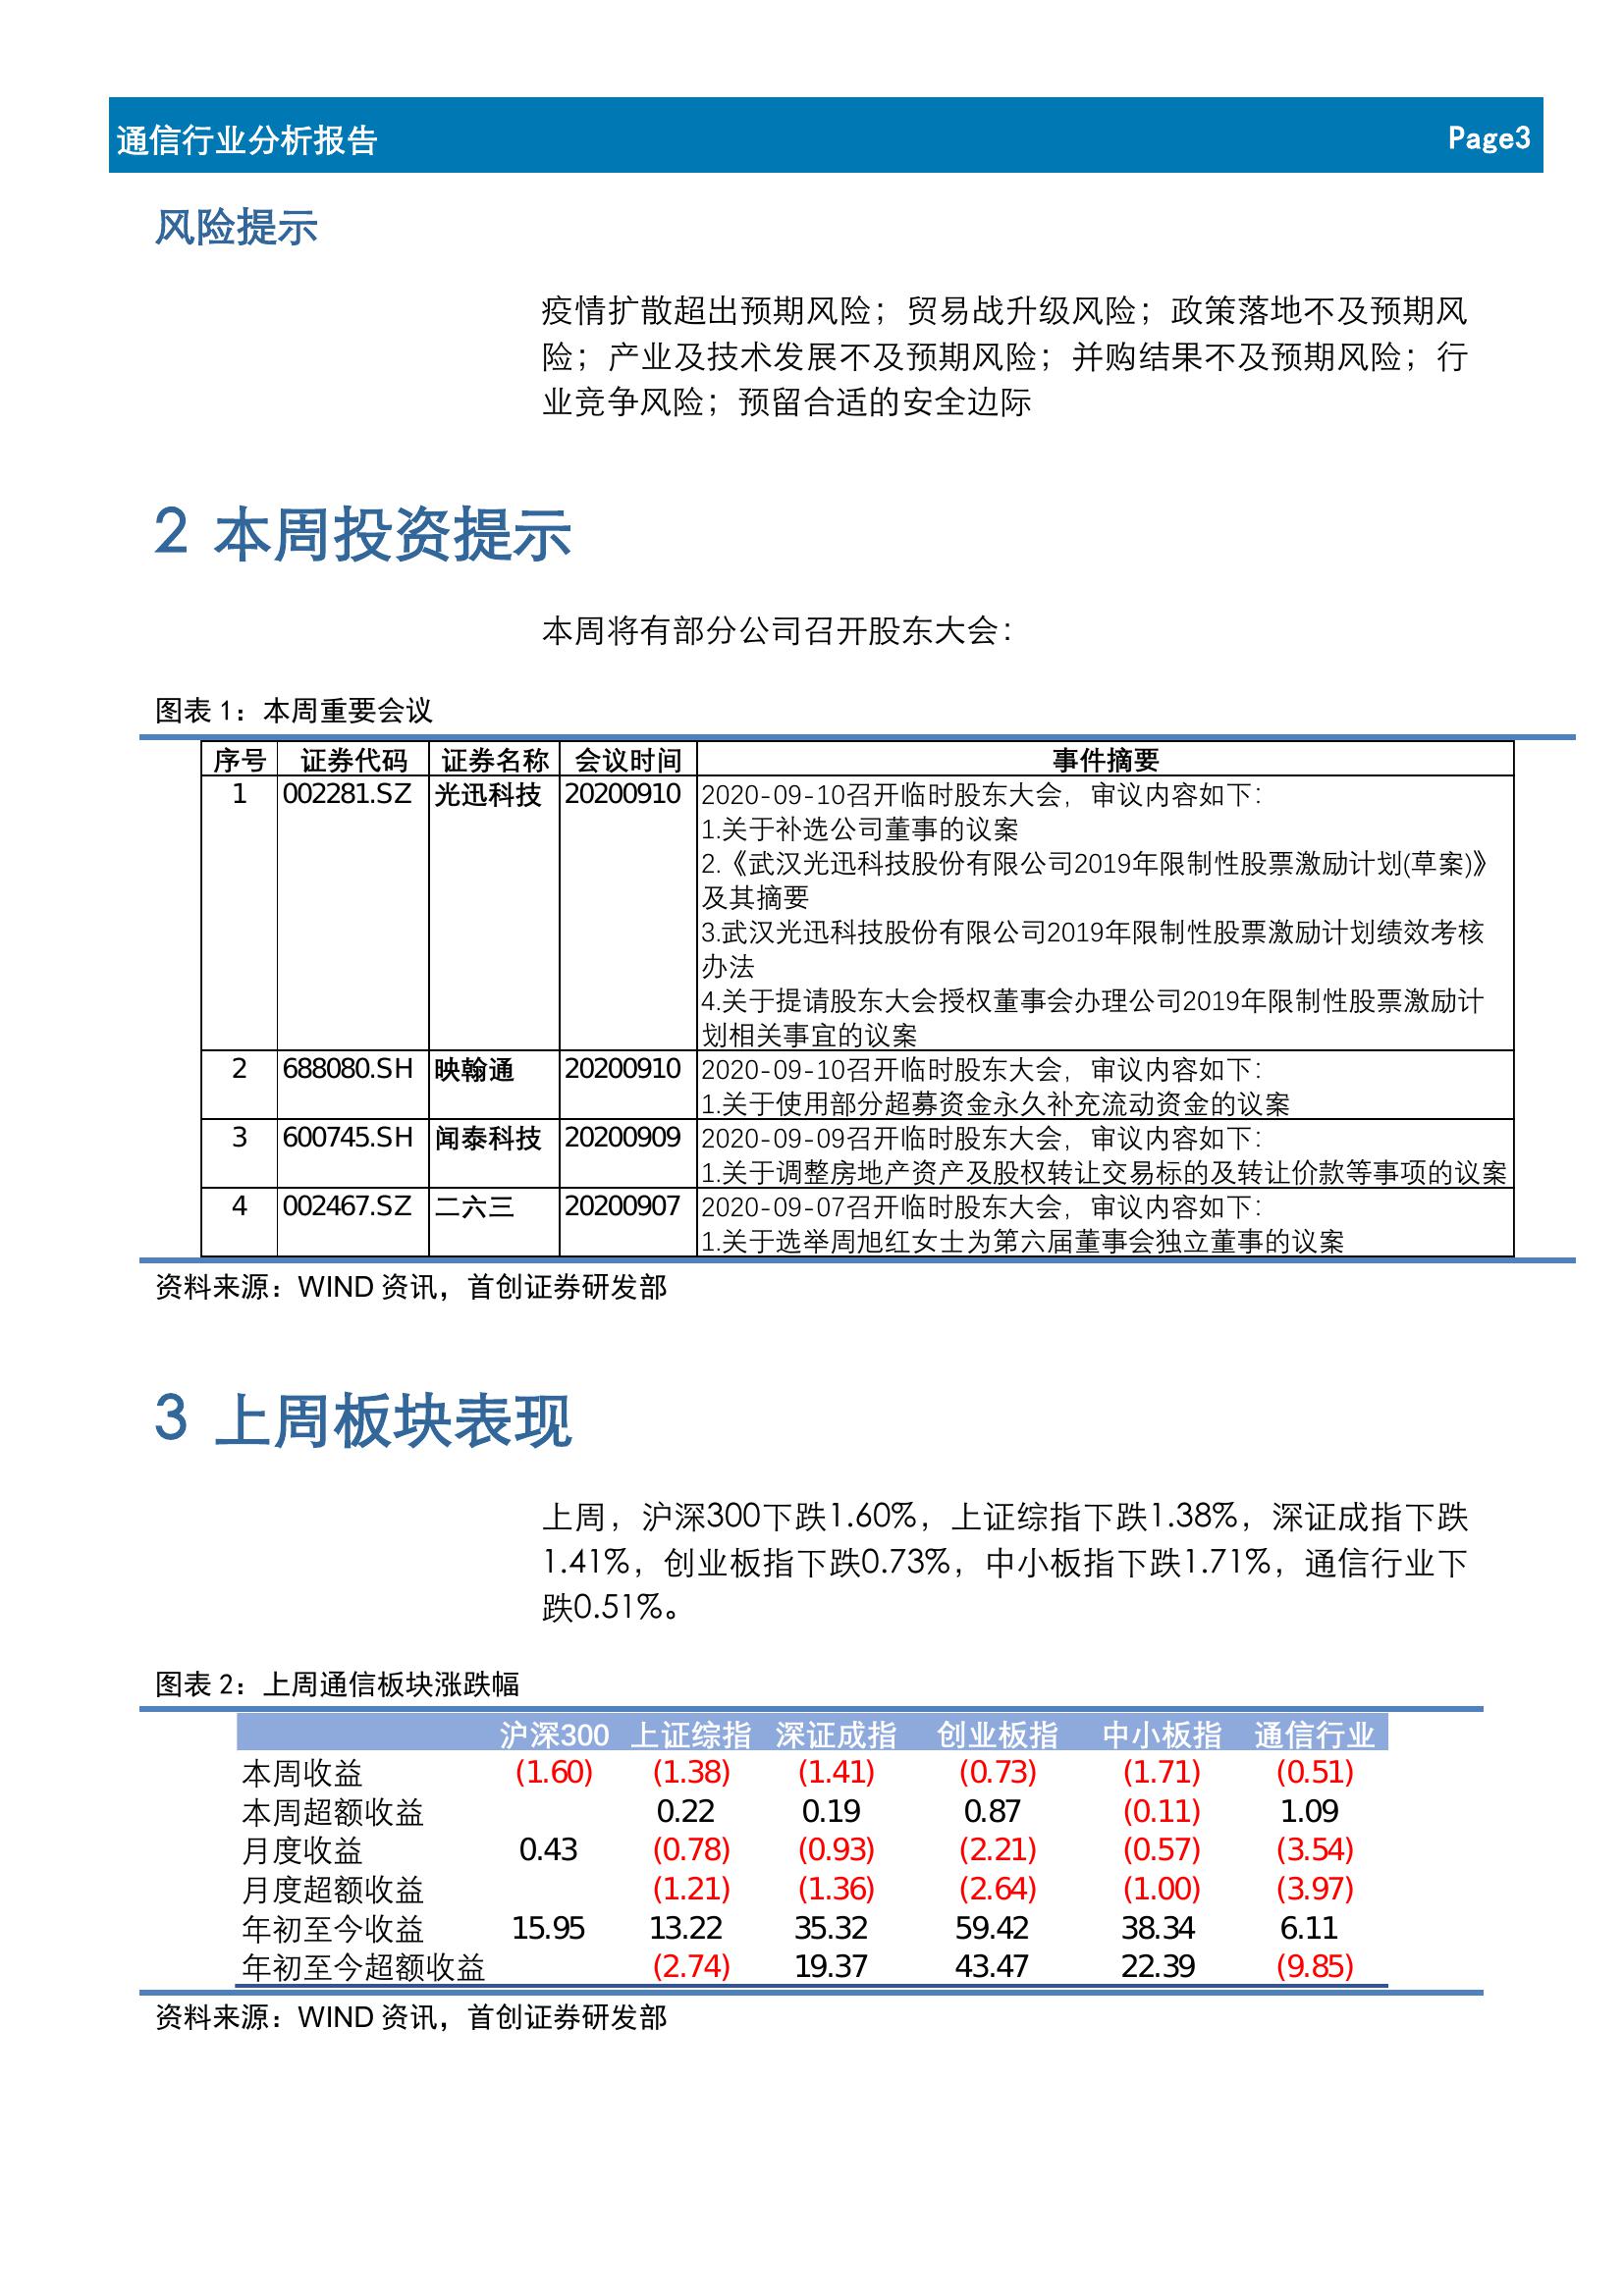 通信行业分析报告 Page3
风险提示
疫情扩散超出预期风险；贸易战升级风险；政策落地不及预期风
险；产业及技术发展不及预期风险；并购结果不及预期风险；行
业竞争风险；预留合适的安全边际
2 本周投资提示
本周将有部分公司召开股东大会：
图表 1：本周重要会议
序号 证券代码 证券名称 会议时间 事件摘要
1 002281.SZ 光迅科技 20200910 2020-09-10召开临时股东大会，审议内容如下：
1.关于补选公司董事的议案
2.《武汉光迅科技股份有限公司2019年限制性股票激励计划(草案)》
及其摘要
3.武汉光迅科技股份有限公司2019年限制性股票激励计划绩效考核
办法
4.关于提请股东大会授权董事会办理公司2019年限制性股票激励计
划相关事宜的议案
2 688080.SH 映翰通 20200910 2020-09-10召开临时股东大会，审议内容如下：
1.关于使用部分超募资金永久补充流动资金的议案
3 600745.SH 闻泰科技 20200909 2020-09-09召开临时股东大会，审议内容如下：
1.关于调整房地产资产及股权转让交易标的及转让价款等事项的议案
4 002467.SZ 二六三 20200907 2020-09-07召开临时股东大会，审议内容如下：
1.关于选举周旭红女士为第六届董事会独立董事的议案
资料来源：WIND 资讯，首创证券研发部
3 上周板块表现
上周，沪深300下跌1.60%，上证综指下跌1.38%，深证成指下跌
1.41%，创业板指下跌0.73%，中小板指下跌1.71%，通信行业下
跌0.51%。
图表 2：上周通信板块涨跌幅
沪深300 上证综指 深证成指 创业板指 中小板指 通信行业
本周收益 (1.60) (1.38) (1.41) (0.73) (1.71) (0.51)
本周超额收益 0.22 0.19 0.87 (0.11) 1.09
月度收益 0.43 (0.78) (0.93) (2.21) (0.57) (3.54)
月度超额收益 (1.21) (1.36) (2.64) (1.00) (3.97)
年初至今收益 15.95 13.22 35.32 59.42 38.34 6.11
年初至今超额收益 (2.74) 19.37 43.47 22.39 (9.85)
资料来源：WIND 资讯，首创证券研发部